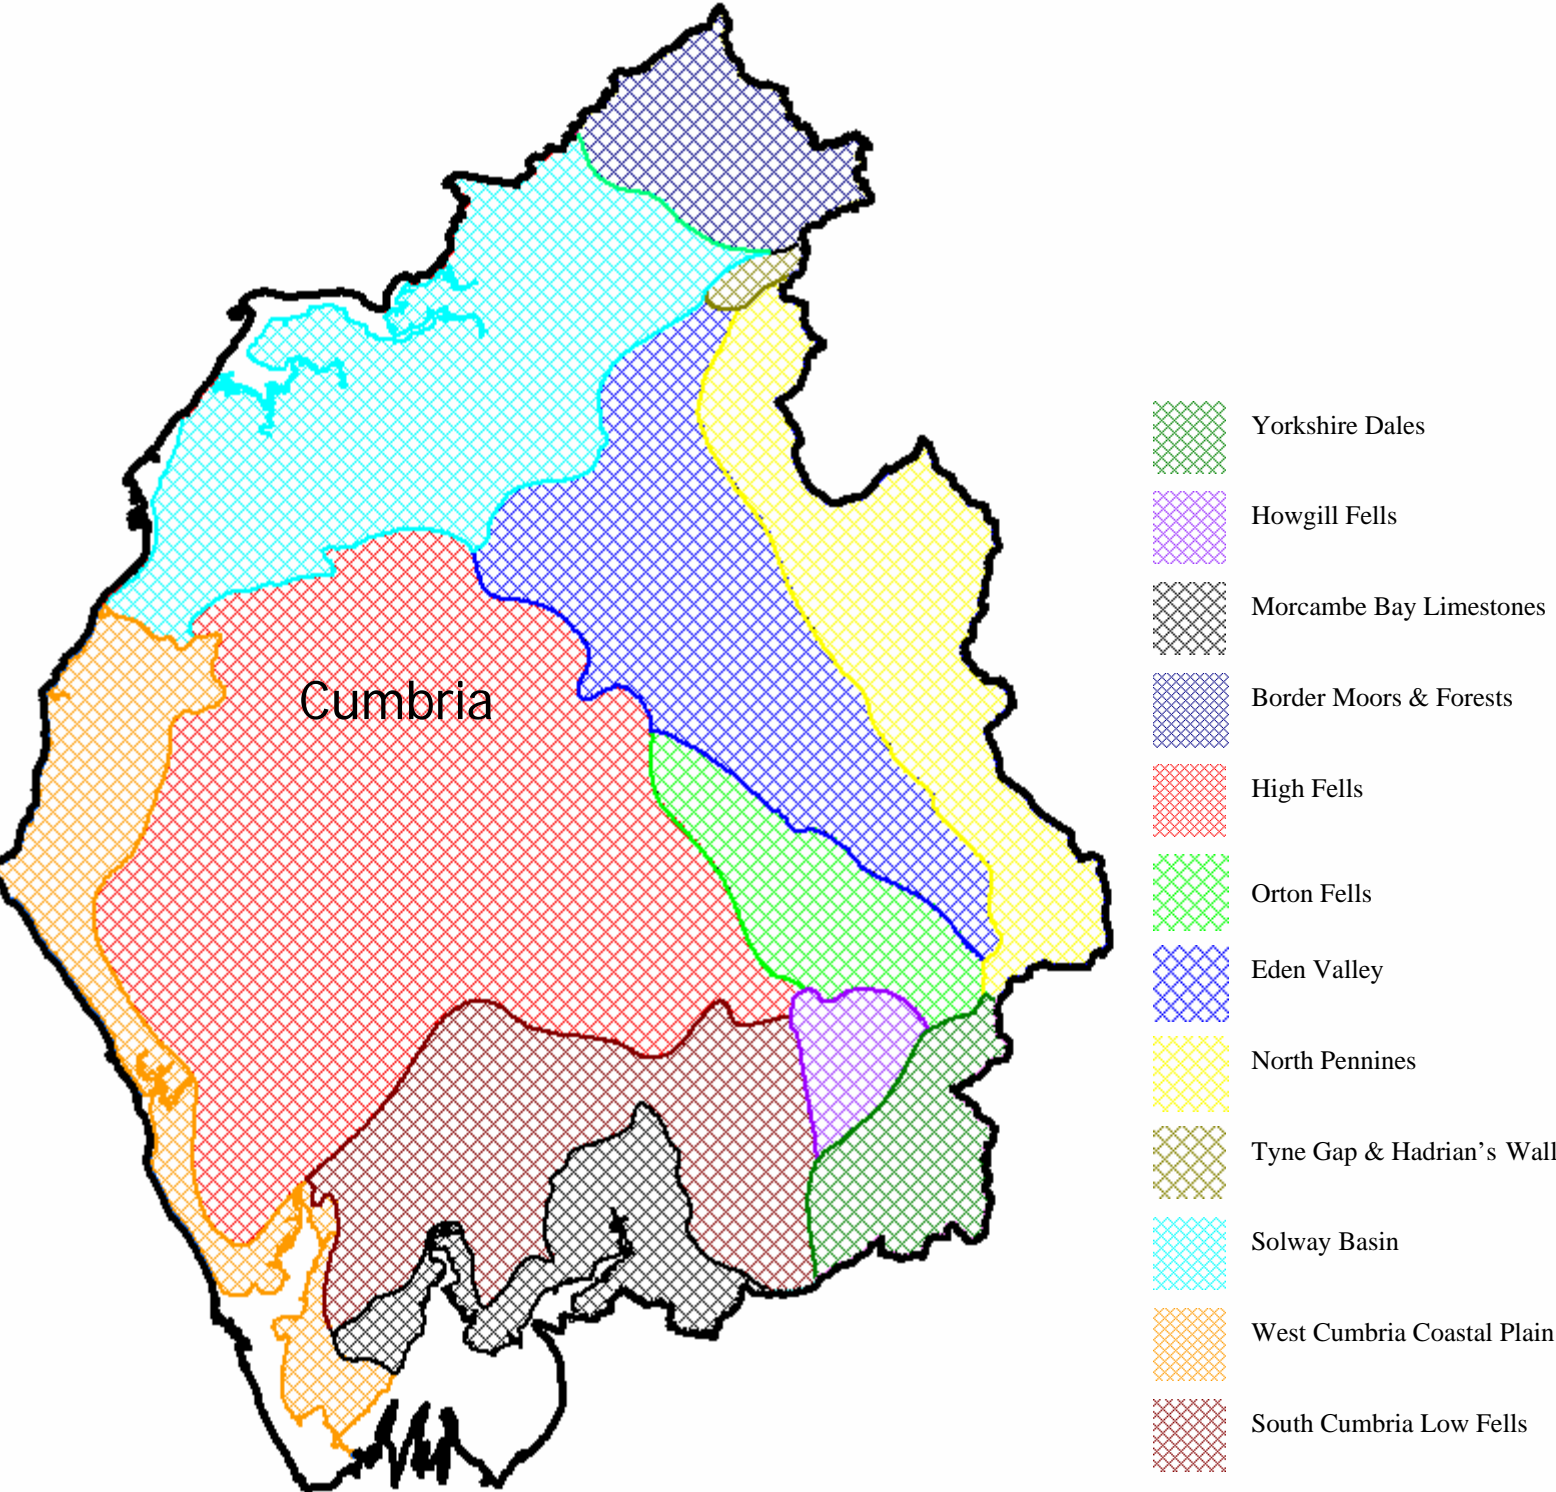 Cumbria
Yorkshire Dales
Howgill Fells
Morcambe Bay Limestones
Border Moors & Forests
High Fells
Orton Fells
Eden Valley
North Pennines
Tyne Gap & Hadrian’s Wall
Solway Basin
West Cumbria Coastal Plain
South Cumbria Low Fells